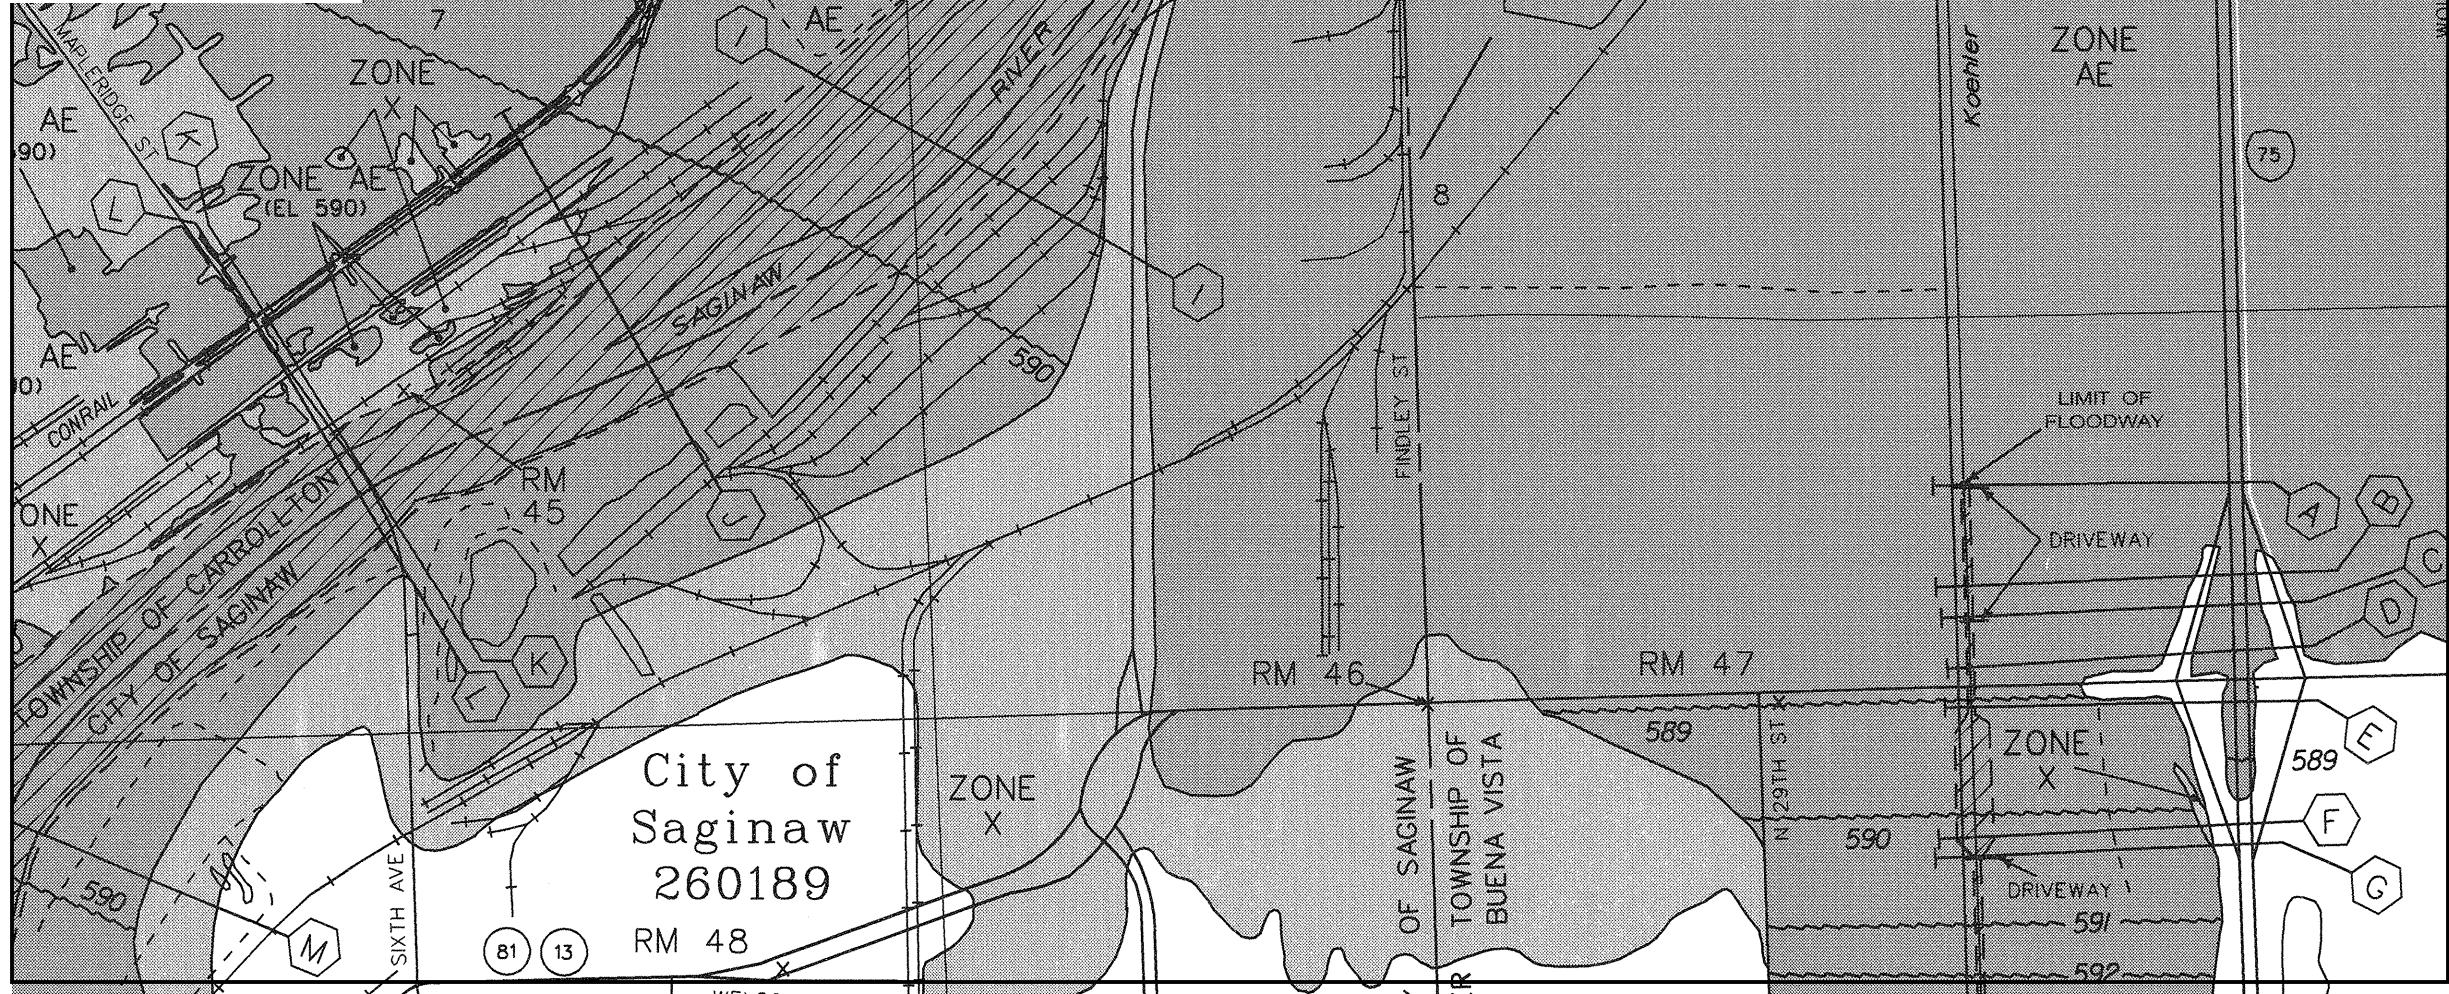 7
I
AE
MAPLERIDGE ST
ZONE
X
RIVER
Koehler
ZONE
AE
AE
K
75
90)
ZONE AE
(EL 590)
L
8
I
SAGINAW
AE
590
FINDLEY ST
LIMIT OF
FLOODWAY
CONRAIL
RM
45
ONE
X
J
A
B
DRIVEWAY
C
D
TOWNSHIP OF CARROLLTON
CITY OF SAGINAW
K
L
RM 46
RM 47
589
ZONE
X
E
589
City of
Saginaw
260189
ZONE
X
OF SAGINAW
TOWNSHIP OF
BUENA VISTA
N 29TH ST
590
F
G
DRIVEWAY
590
M
SIXTH AVE
81
13
RM 48
591
592